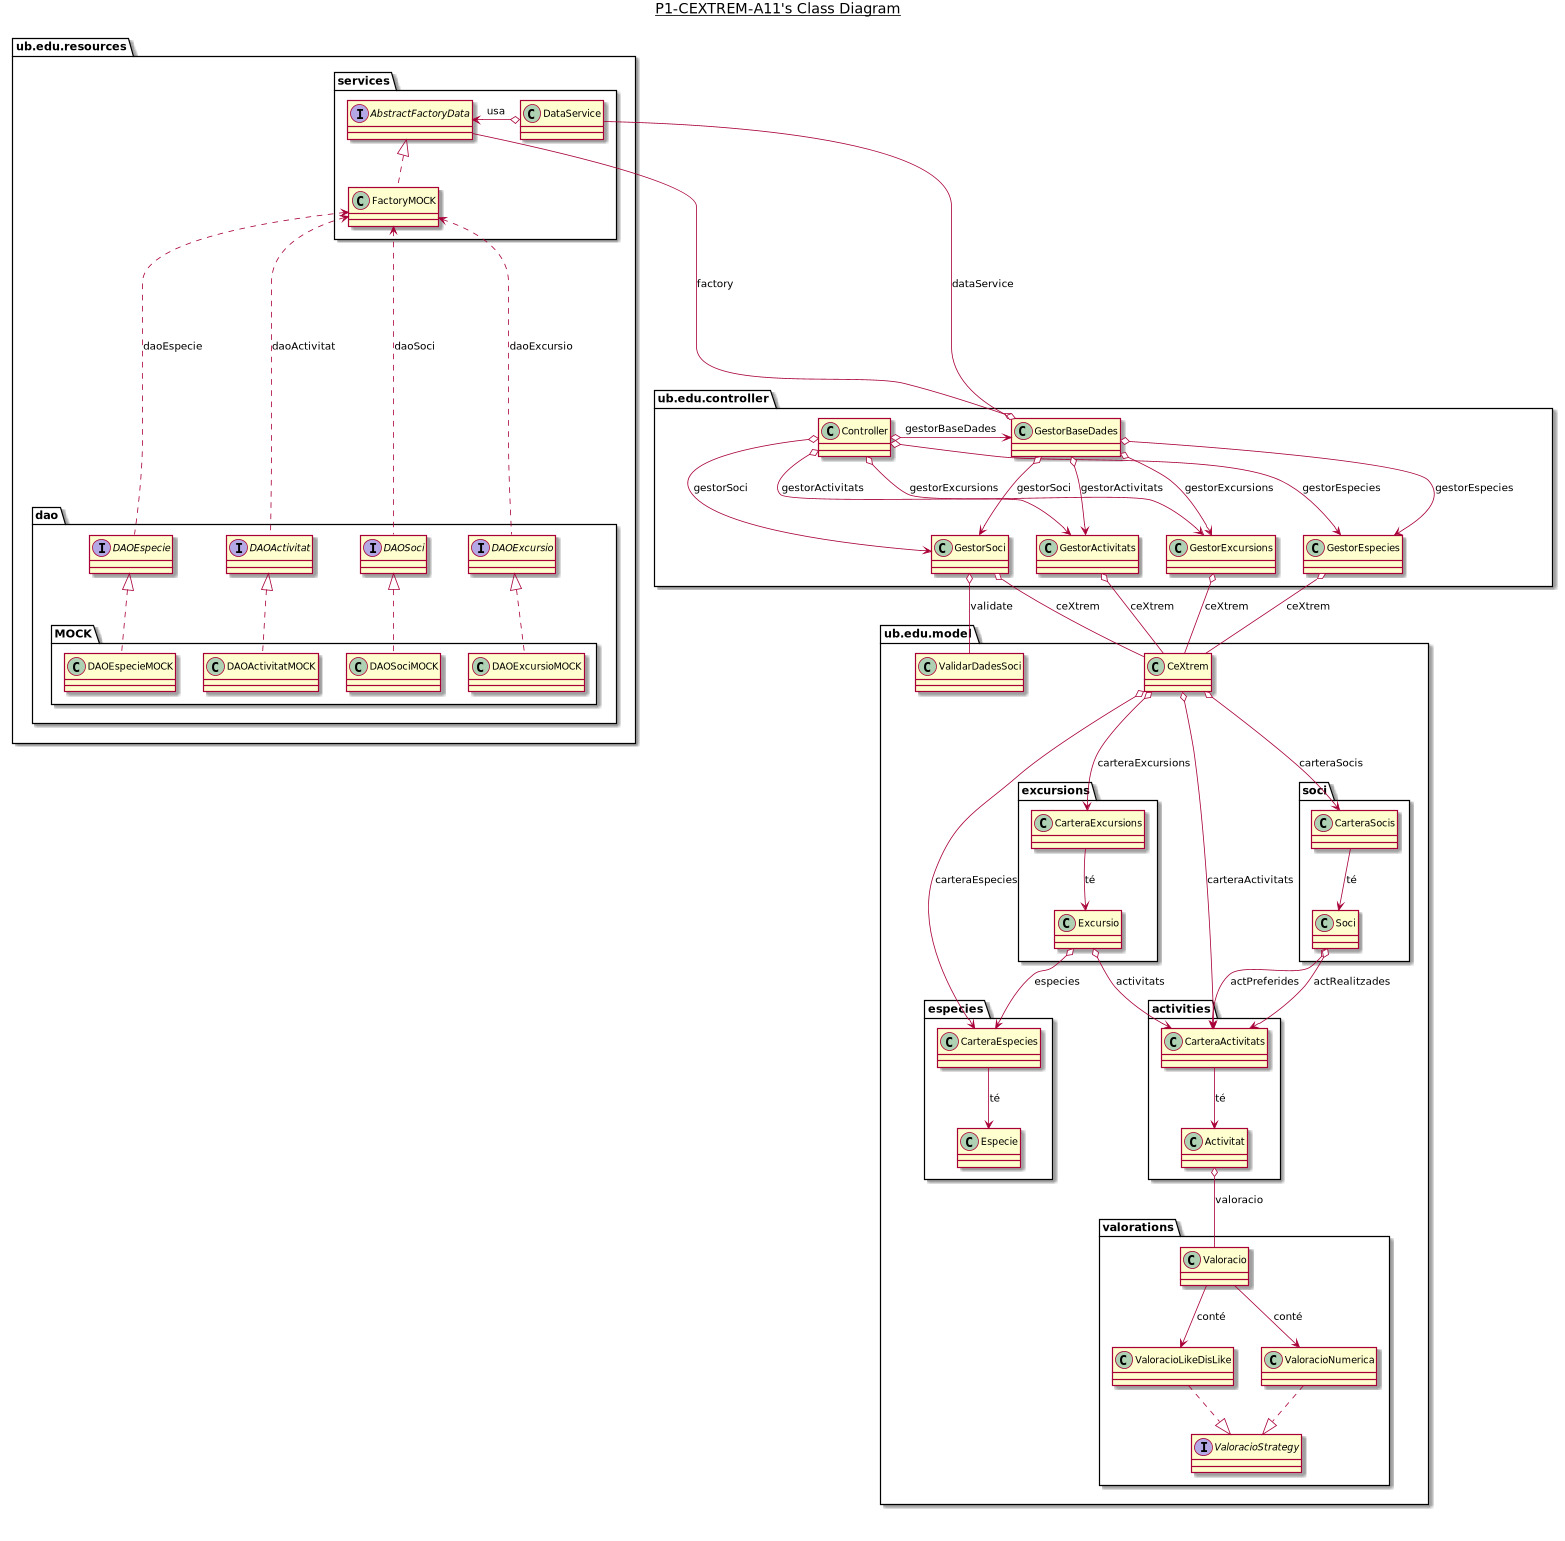 P1-CEXTREM-A11's Class Diagram
ub.edu.resources
services
AbstractFactoryData
usa
DataService
FactoryMOCK
factory
dataService
daoEspecie
daoActivitat
daoSoci
daoExcursio
ub.edu.controller
Controller
gestorBaseDades
GestorBaseDades
gestorSoci
gestorActivitats
gestorExcursions
gestorSoci
gestorActivitats
gestorExcursions
gestorEspecies
gestorEspecies
dao
DAOEspecie
DAOActivitat
DAOSoci
DAOExcursio
GestorSoci
GestorActivitats
GestorExcursions
GestorEspecies
validate
ceXtrem
ceXtrem
ceXtrem
ceXtrem
MOCK
DAOEspecieMOCK
DAOActivitatMOCK
DAOSociMOCK
DAOExcursioMOCK
ub.edu.model
ValidarDadesSoci
CeXtrem
carteraExcursions
carteraSocis
excursions
soci
CarteraExcursions
CarteraSocis
carteraEspecies
té
carteraActivitats
té
Excursio
Soci
especies
activitats
actPreferides
actRealitzades
especies
activities
CarteraEspecies
CarteraActivitats
té
té
Especie
Activitat
valoracio
valorations
Valoracio
conté
conté
ValoracioLikeDisLike
ValoracioNumerica
ValoracioStrategy